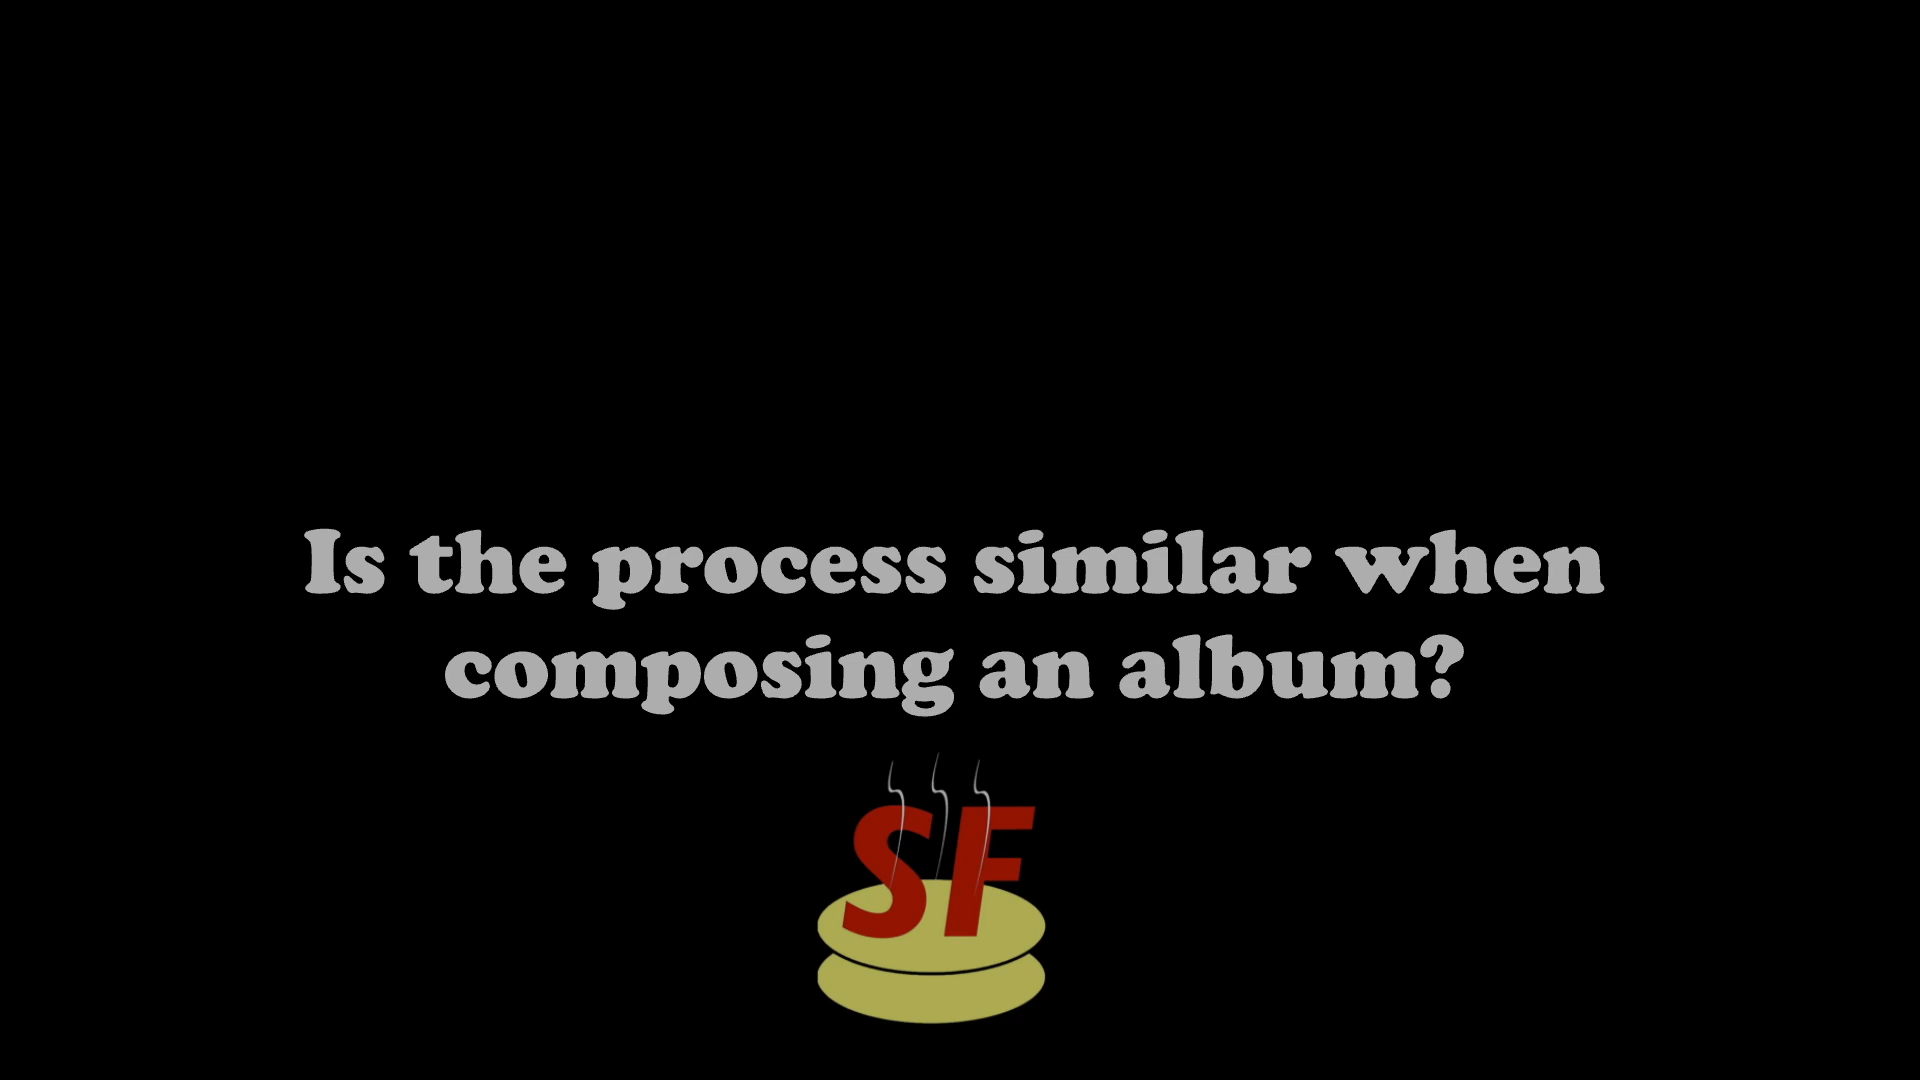 Is the process similar when
composing an album?
SF